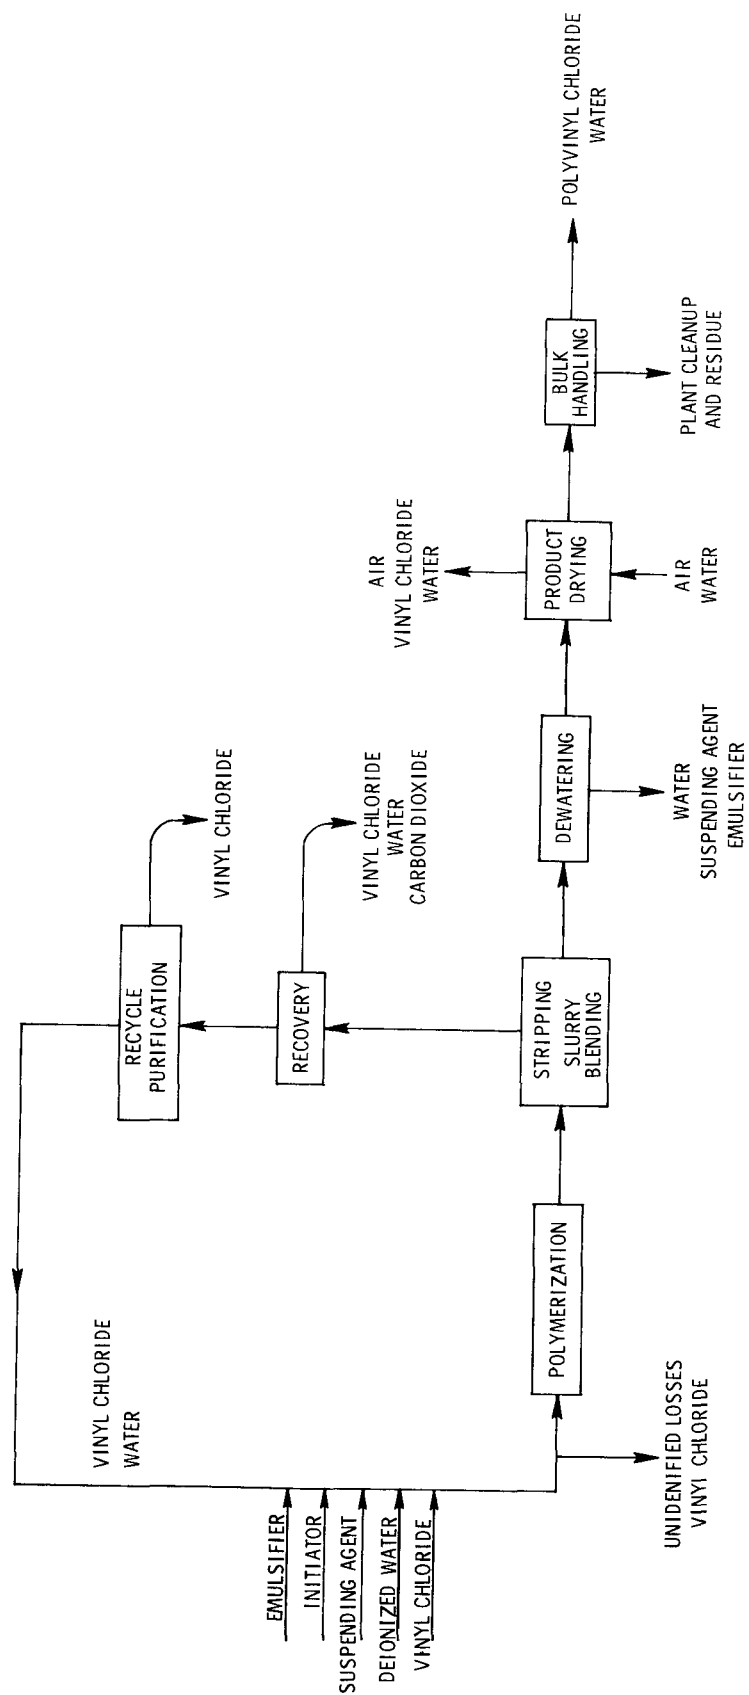 RECYCLE
PURIFICATION
VINYL CHLORIDE
VINYL CHLORIDE
WATER
RECOVERY
VINYL CHLORIDE
WATER
CARBON DIOXIDE
EMULSIFIER
INITIATOR
SUSPENDING AGENT
DEIONIZED WATER
VINYL CHLORIDE
UNIDENIFIED LOSSES
VINYI CHLORIDE
POLYMERIZATION
STRIPPING
SLURRY
BLENDING
DEWATERING
WATER
SUSPENDING AGENT
EMULSIFIER
AIR
VINYL CHLORIDE
WATER
PRODUCT
DRYING
AIR
WATER
BULK
HANDLING
PLANT CLEANUP
AND RESIDUE
POLYVINYL CHLORIDE
WATER